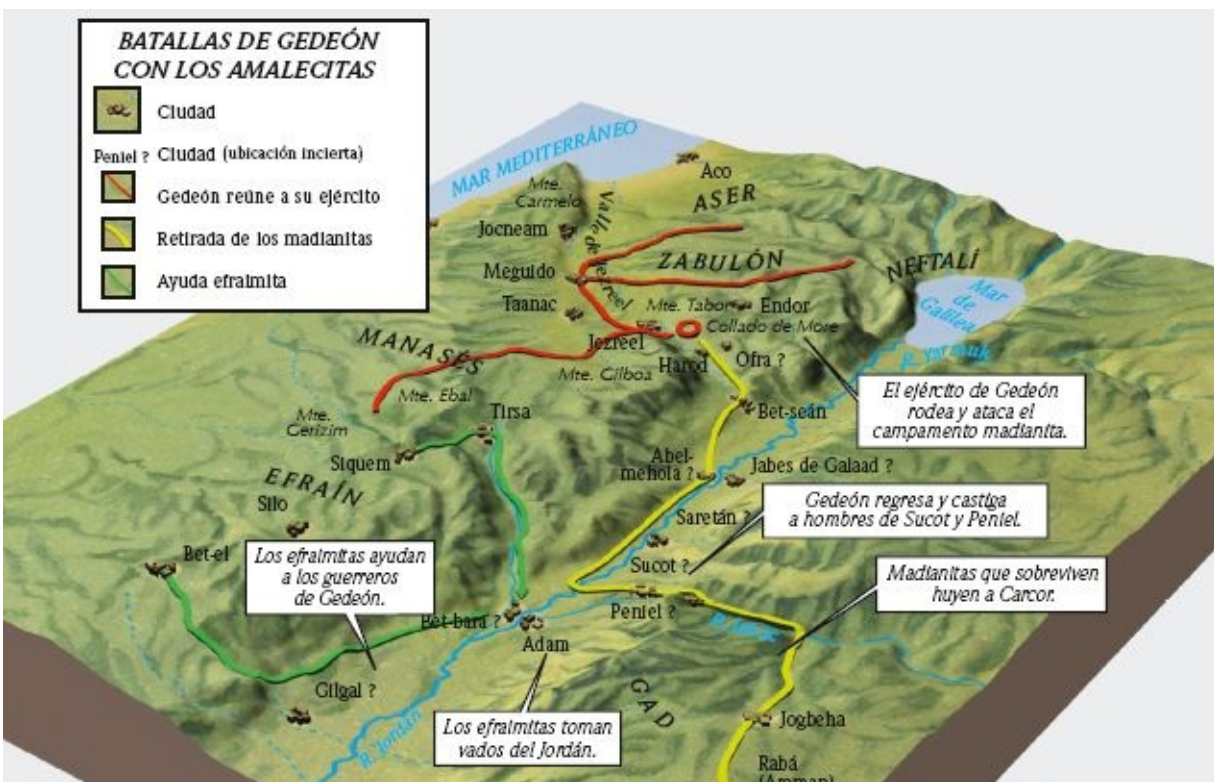 BATALLAS DE GEDEÓN
CON LOS AMALECITAS
Ciudad
Peniel ? Ciudad (ubicación incierta)
Gedeón reúne a su ejército
Retirada de los madianitas
Ayuda efraimita
MAR MEDITERRÁNEO
Aco
ASER
Mte.
Carmelo
Valle de Jezreel
Jocneam
ZABULÓN
NEFTALÍ
Meguido
Mar
de
Galilea
Mte. Tabor
Endor
Taanac
Collado de More
R. Yarmuk
MANASÉS
Jezreel
Harod
Ofra ?
Mte. Gilboa
El ejército de Gedeón
rodea y ataca el
campamento madianita.
Mte. Ebal
Mte.
Gerizim
Tirsa
Bet-seán
Siquem
Abel-
mehola ?
Jabes de Galaad ?
EFRAÍN
Silo
Saretán ?
Gedeón regresa y castiga
a hombres de Sucot y Peniel.
Bet-el
Los efraimitas ayudan
a los guerreros
de Gedeón.
Sucot ?
Madianitas que sobreviven
huyen a Carcor.
Peniel ?
Bet-bara ?
Adam
Gilgal ?
GAD
Los efraimitas toman
vados del Jordán.
R. Jordán
Jogbeha
Rabá
(Amman)